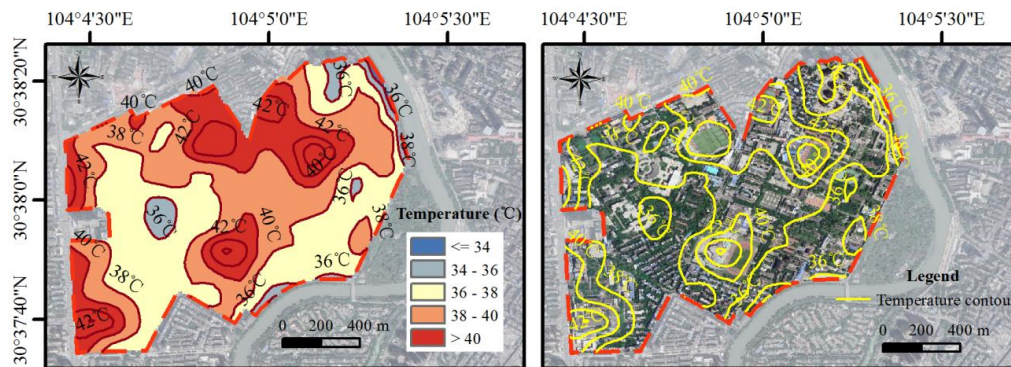 104°4'30"E 104°5'0"E 104°5'30"E
104°4'30"E 104°5'0"E 104°5'30"E
30°38'20"N
30°38'0"N
30°37'40"N
40℃
40℃
38℃
42℃
42℃
42℃
40℃
36℃
36℃
38℃
36℃
36℃
40℃
42℃
38℃
38℃
36℃
36℃
42℃
40℃
Temperature (℃)
<= 34
34 - 36
36 - 38
38 - 40
> 40
0 200 400 m
40℃
40℃
42℃
36℃
Legend
Temperature contou
0 200 400 m